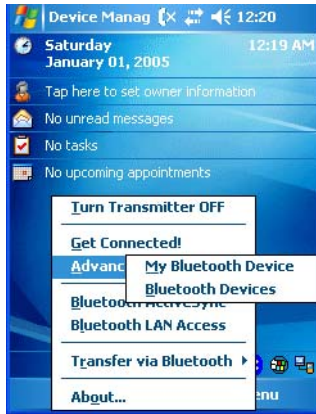 Device Manag 12:20
Saturday 12:19 AM
January 01, 2005
Tap here to set owner information
No unread messages
No tasks
No upcoming appointments
Turn Transmitter OFF
Get Connected!
Advanc
My Bluetooth Device
Bluetooth Devices
Bluetooth ActiveSync
Bluetooth LAN Access
Transfer via Bluetooth
About...
enu